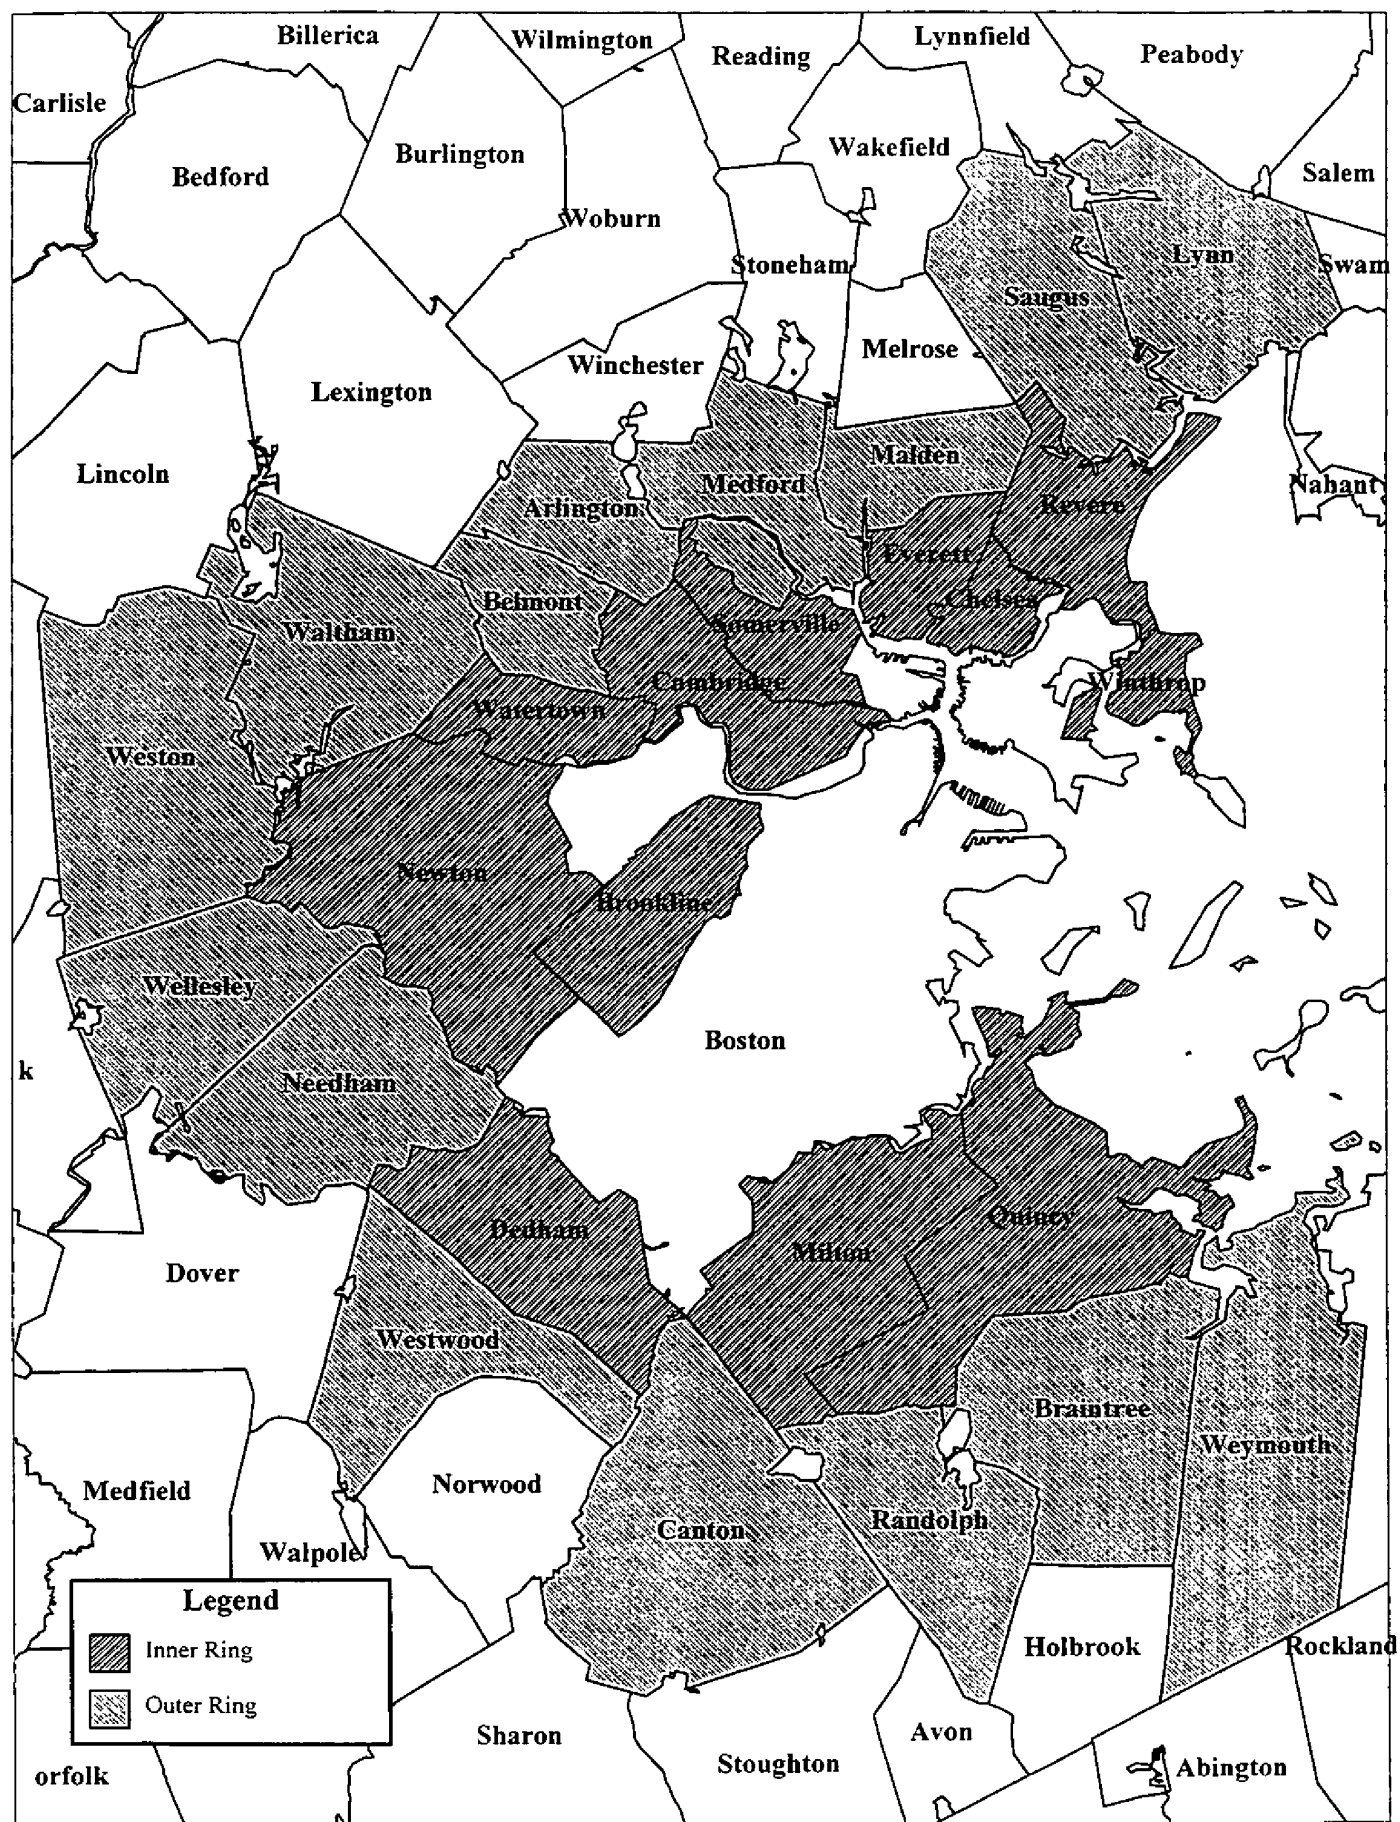 Billerica
Wilmington
Reading
Lynnfield
Peabody
Carlisle
Bedford
Burlington
Wakefield
Salem
Woburn
Stoneham
Lynn
Swam
Saugus
Winchester
Melrose
Lexington
Lincoln
Malden
Medford
Nahant
Arlington
Revere
Everett
Chelsea
Belmont
Waltham
Somerville
Cambridge
Winthrop
Watertown
Weston
Newton
Brookline
Wellesley
Boston
k
Needham
Dedham
Quincy
Milton
Dover
Westwood
Braintree
Weymouth
Medfield
Norwood
Randolph
Canton
Walpole
Legend
Inner Ring
Outer Ring
Holbrook
Rockland
Sharon
Avon
Stoughton
Abington
orfolk